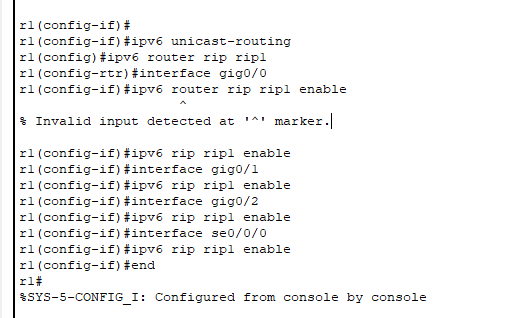 r1(config-if)#
r1(config-if)#ipv6 unicast-routing
r1(config)#ipv6 router rip rip1
r1(config-rtr)#interface gig0/0
r1(config-if)#ipv6 router rip rip1 enable
^
% Invalid input detected at '^' marker.
r1(config-if)#ipv6 rip rip1 enable
r1(config-if)#interface gig0/1
r1(config-if)#ipv6 rip rip1 enable
r1(config-if)#interface gig0/2
r1(config-if)#ipv6 rip rip1 enable
r1(config-if)#interface se0/0/0
r1(config-if)#ipv6 rip rip1 enable
r1(config-if)#end
r1#
%SYS-5-CONFIG_I: Configured from console by console